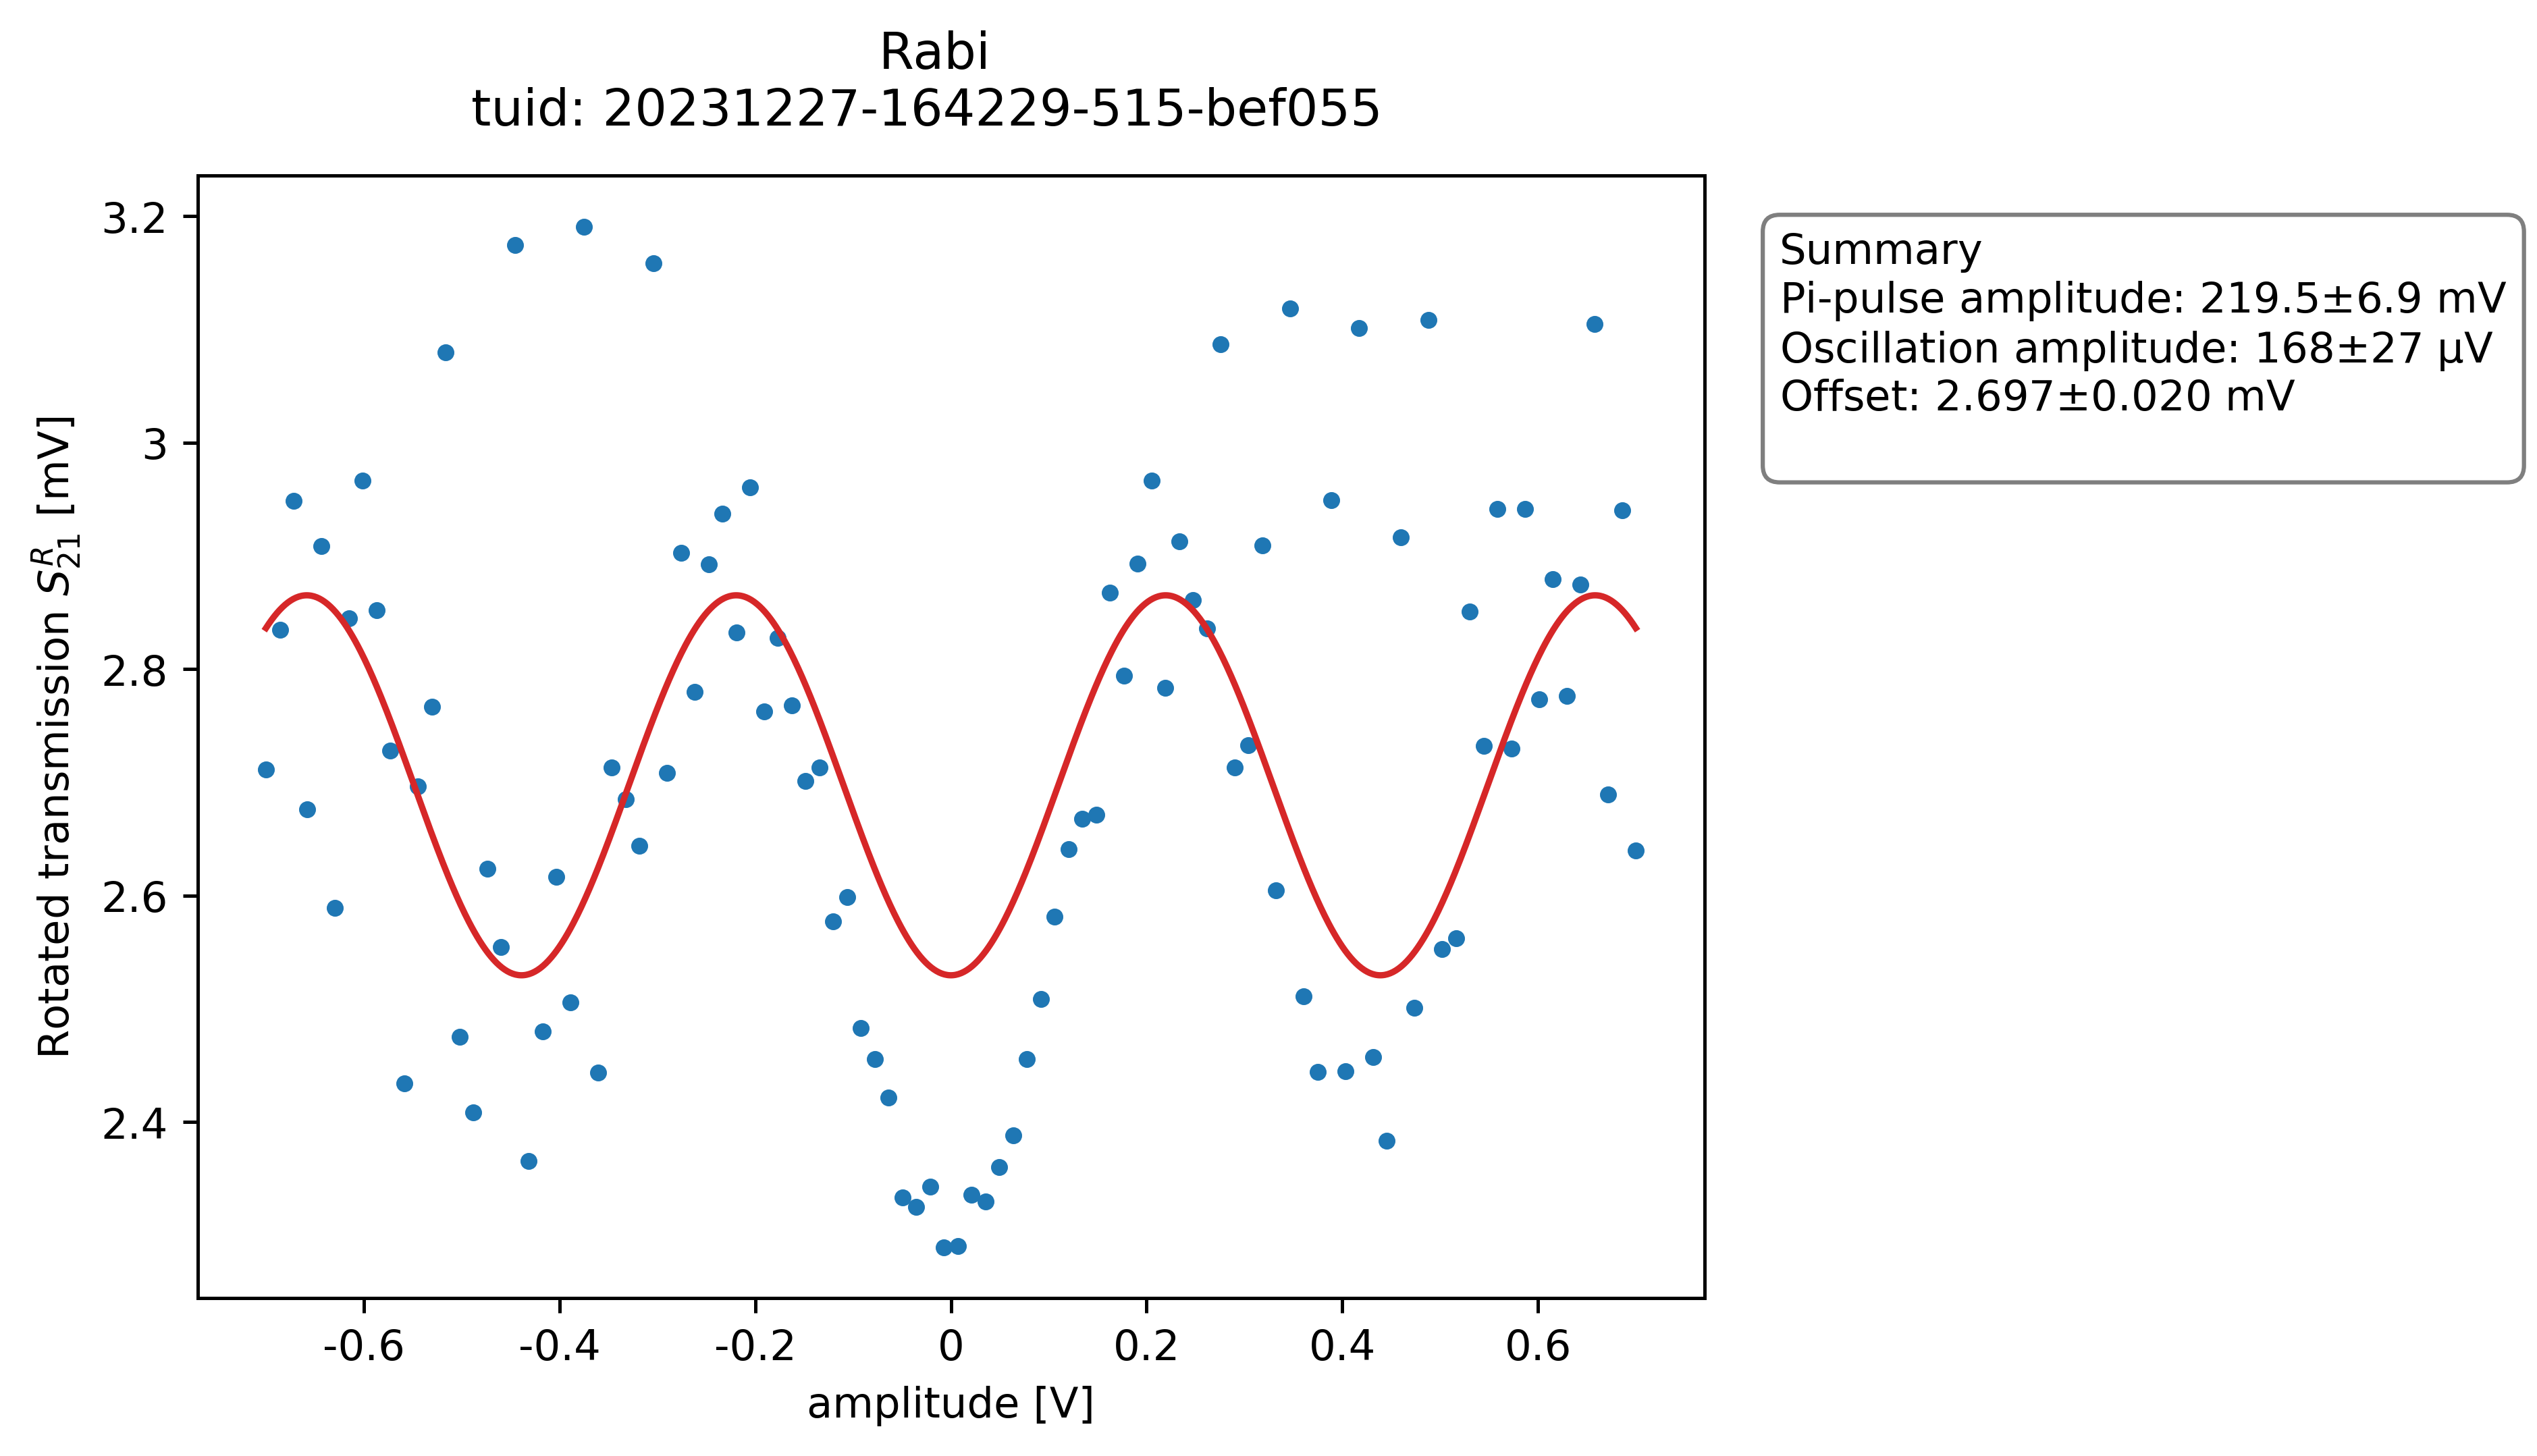 Rabi
tuid: 20231227-164229-515-bef055
3.2
3
2.8
2.6
2.4
Rotated transmission $S_{21}^{R}$ [mV]
-0.6 -0.4 -0.2 0 0.2 0.4 0.6
amplitude [V]
Summary
Pi-pulse amplitude: 219.5±6.9 mV
Oscillation amplitude: 168±27 µV
Offset: 2.697±0.020 mV